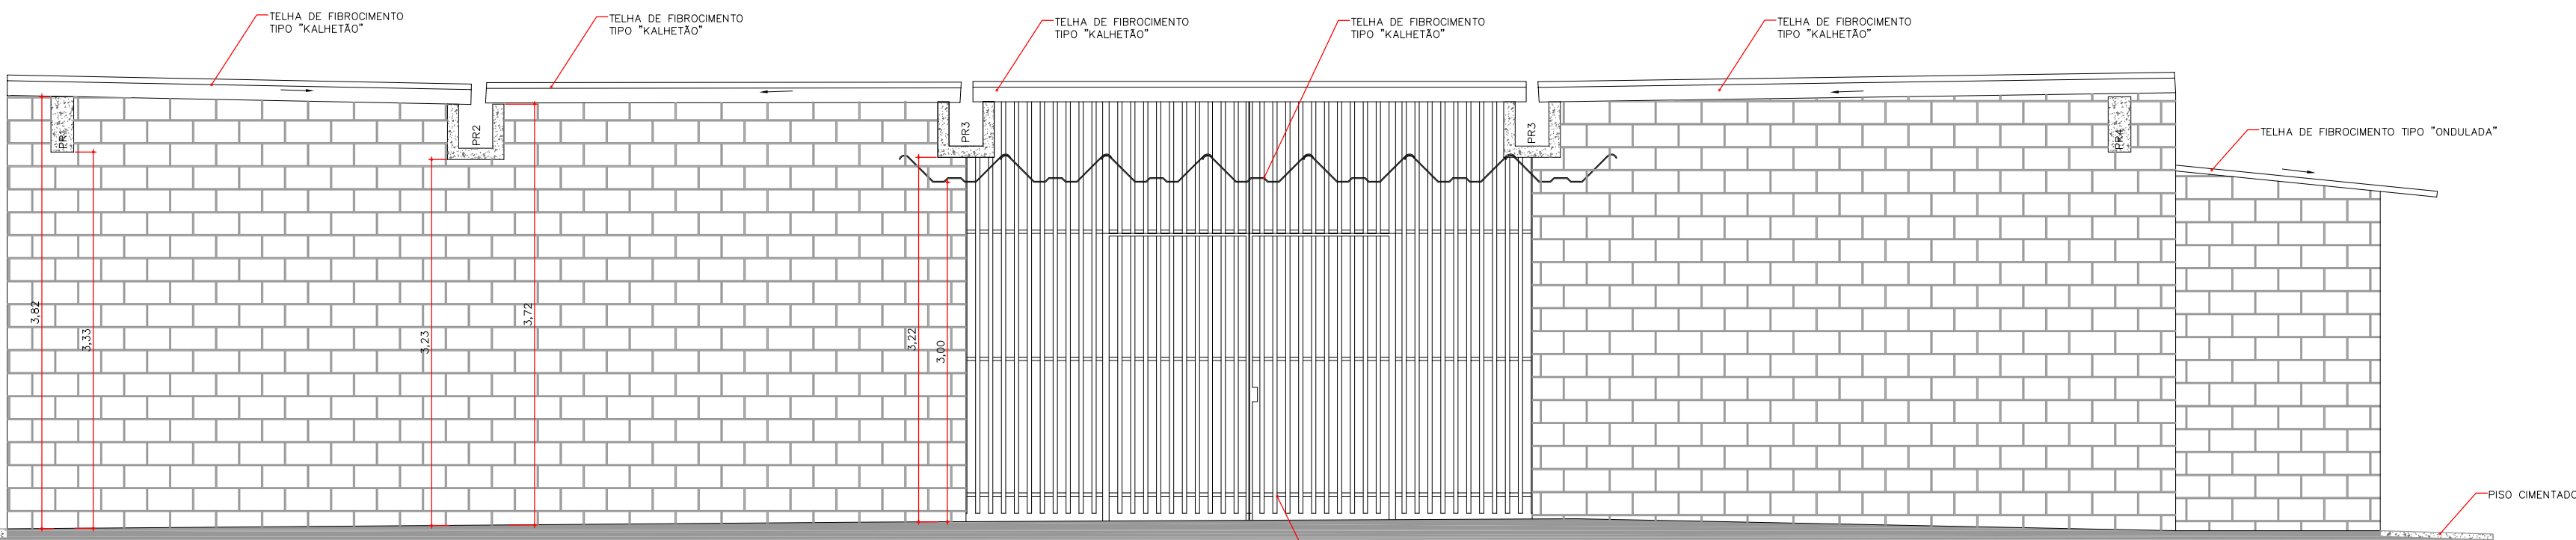 TELHA DE FIBROCIMENTO
TIPO "KALHETÃO"
TELHA DE FIBROCIMENTO
TIPO "KALHETÃO"
TELHA DE FIBROCIMENTO
TIPO "KALHETÃO"
TELHA DE FIBROCIMENTO
TIPO "KALHETÃO"
TELHA DE FIBROCIMENTO
TIPO "KALHETÃO"
TELHA DE FIBROCIMENTO TIPO "ONDULADA"
PR1
PR2
PR3
PR3
PR4
3,82
3,33
3,23
3,72
3,22
3,00
PISO CIMENTADO